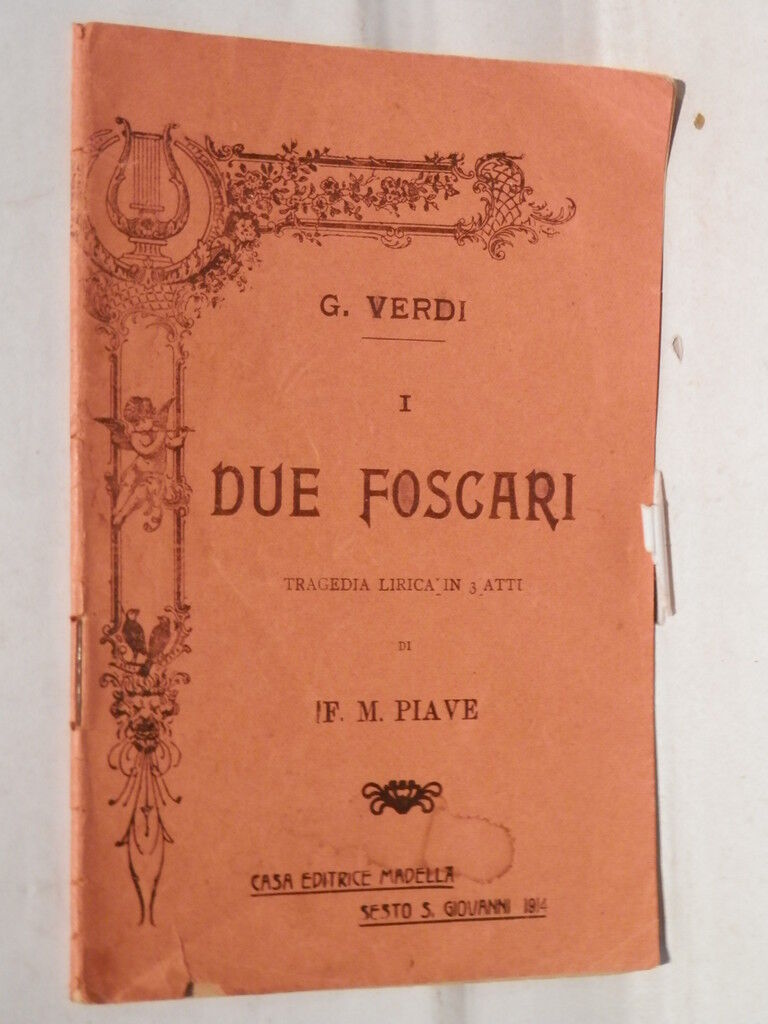 G. VERDI
I
DUE FOSCARI
TRAGEDIA LIRICA IN 3 ATTI
DI
F. M. PIAVE
CASA EDITRICE MADELLA
SESTO S. GIOVANNI 1914